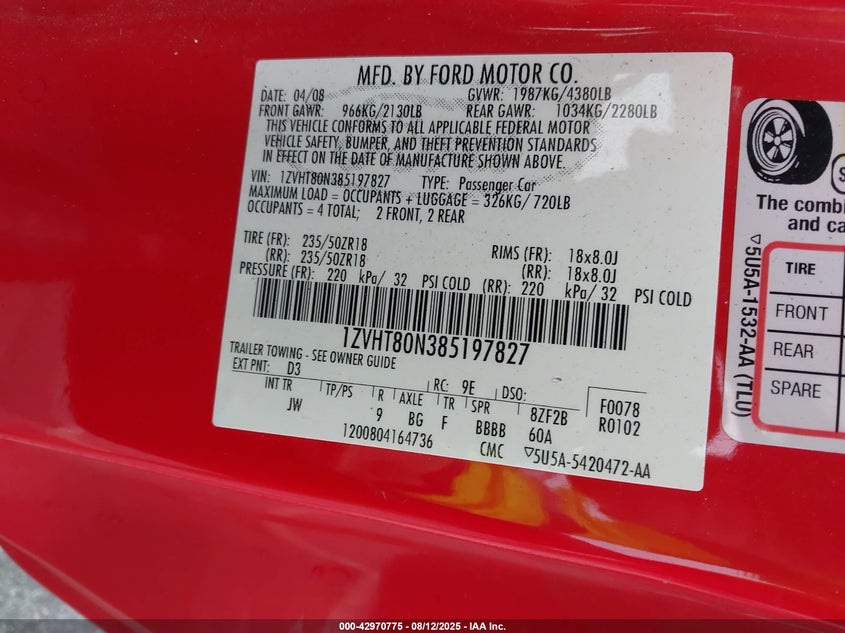 MFD. BY FORD MOTOR CO.
DATE: 04/08 GVWR: 1987KG/4380LB
FRONT GAWR: 966KG/2130LB REAR GAWR: 1034KG/2280LB
THIS VEHICLE CONFORMS TO ALL APPLICABLE FEDERAL MOTOR
VEHICLE SAFETY, BUMPER, AND THEFT PREVENTION STANDARDS
IN EFFECT ON THE DATE OF MANUFACTURE SHOWN ABOVE.
VIN: 1ZVHT80N385197827 TYPE: Passenger Car
MAXIMUM LOAD = OCCUPANTS + LUGGAGE = 326KG/720LB
OCCUPANTS = 4 TOTAL; 2 FRONT, 2 REAR
TIRE (FR): 235/50ZR18 RIMS (FR): 18x8.0J
(RR): 235/50ZR18 (RR): 18x8.0J
PRESSURE (FR): 220 kPa/ 32 PSI COLD (RR): 220 kPa/ 32 PSI COLD
1ZVHT80N385197827
TRAILER TOWING - SEE OWNER GUIDE
EXT PNT: D3 RC: 9E DSO:
INT TR TP/PS R AXLE TR SPR 8ZF2B F0078
JW 9 BG F BBBB 60A R0102
1200804164736 CMC ▽5U5A-5420472-AA
The combi
and ca
TIRE
FRONT
REAR
SPARE
▽5U5A-1532-AA (TLU)
000-42970775 - 08/12/2025 - IAA Inc.